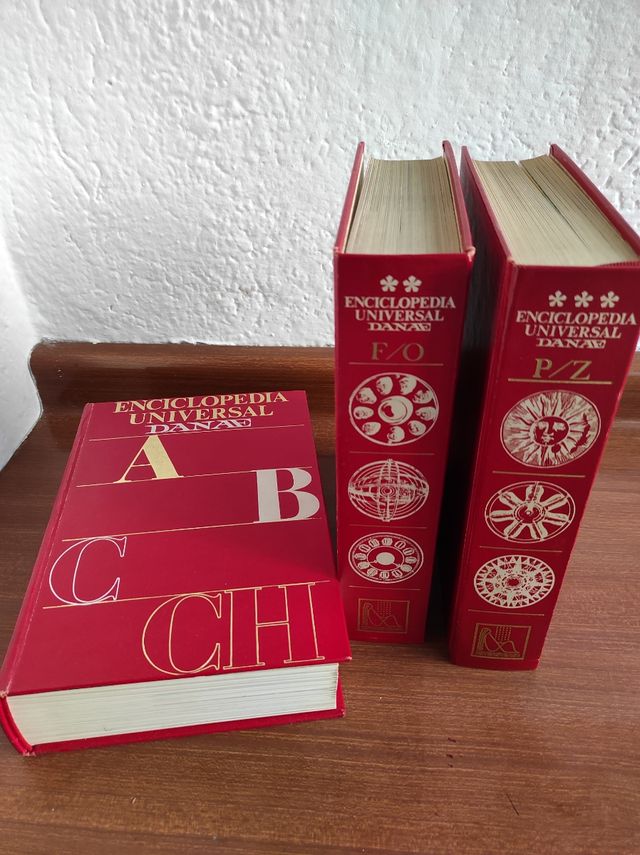 ENCICLOPEDIA
UNIVERSAL
DANAE
A
B
C
CH
**
ENCICLOPEDIA
UNIVERSAL
DANAE
F/O
***
ENCICLOPEDIA
UNIVERSAL
DANAE
P/Z